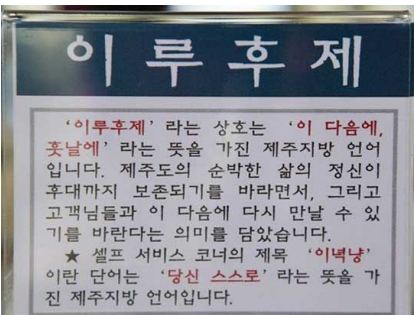 이루후제
'이루후제' 라는 상호는 '이 다음에,
훗날에' 라는 뜻을 가진 제주지방 언어
입니다. 제주도의 순박한 삶의 정신이
후대까지 보존되기를 바라면서, 그리고
고객님들과 이 다음에 다시 만날 수 있
기를 바란다는 의미를 담았습니다.
★ 셀프 서비스 코너의 제목 '이녁냥'
이란 단어는 '당신 스스로' 라는 뜻을 가
진 제주지방 언어입니다.